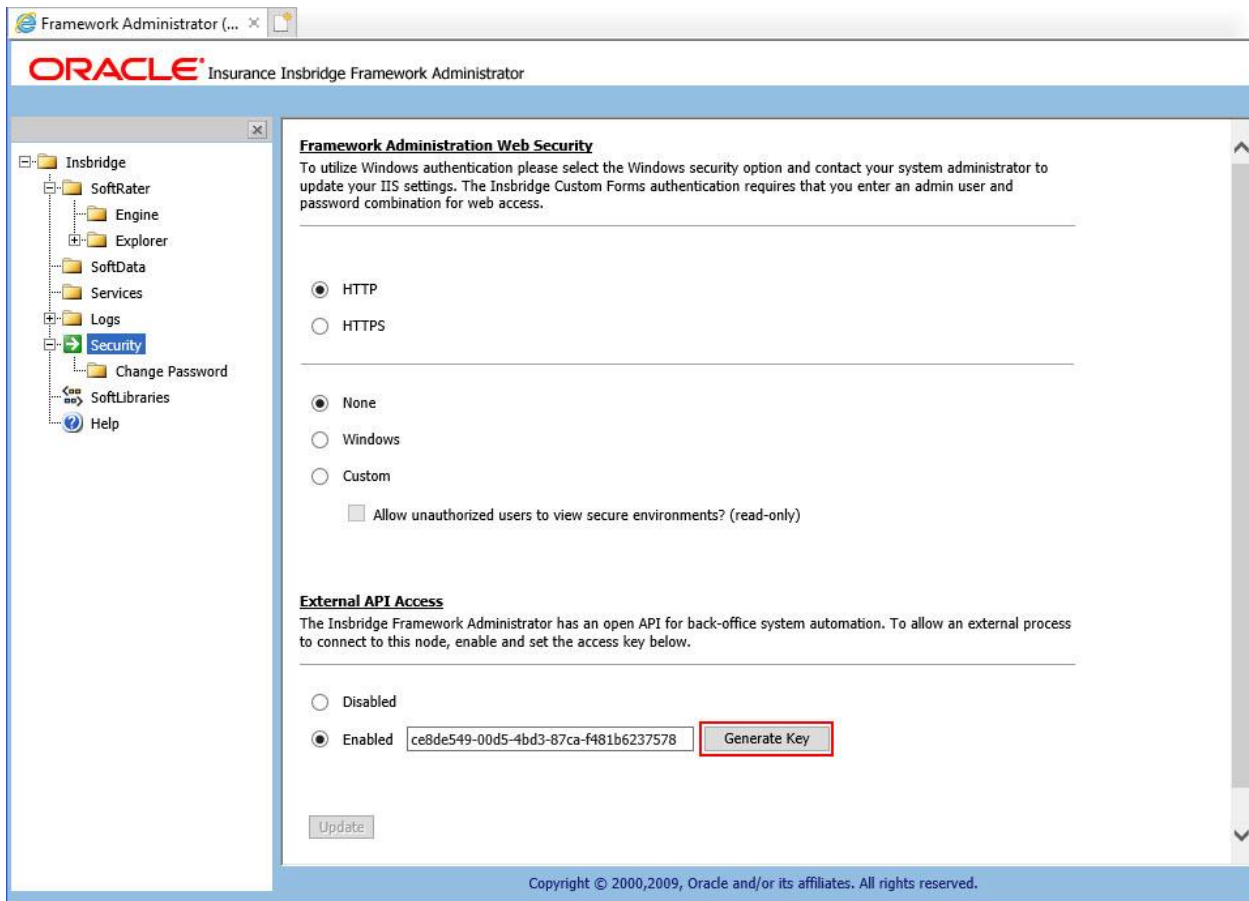 Framework Administrator (...
ORACLE Insurance Insbridge Framework Administrator
Insbridge
SoftRater
Engine
Explorer
SoftData
Services
Logs
Security
Change Password
SoftLibraries
Help
Framework Administration Web Security
To utilize Windows authentication please select the Windows security option and contact your system administrator to
update your IIS settings. The Insbridge Custom Forms authentication requires that you enter an admin user and
password combination for web access.
HTTP
HTTPS
None
Windows
Custom
Allow unauthorized users to view secure environments? (read-only)
External API Access
The Insbridge Framework Administrator has an open API for back-office system automation. To allow an external process
to connect to this node, enable and set the access key below.
Disabled
Enabled ce8de549-00d5-4bd3-87ca-f481b6237578 Generate Key
Update
Copyright © 2000,2009, Oracle and/or its affiliates. All rights reserved.